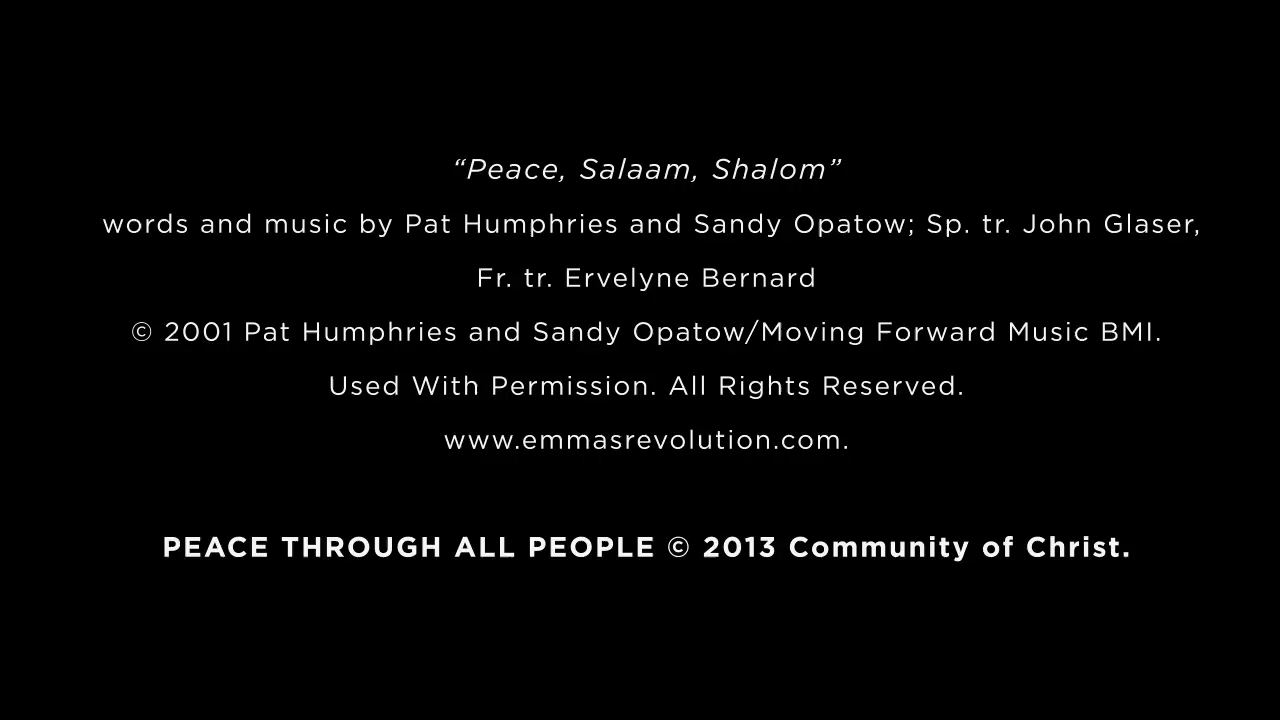 “Peace, Salaam, Shalom”
words and music by Pat Humphries and Sandy Opatow; Sp. tr. John Glaser,
Fr. tr. Ervelyne Bernard
© 2001 Pat Humphries and Sandy Opatow/Moving Forward Music BMI.
Used With Permission. All Rights Reserved.
www.emmasrevolution.com.
PEACE THROUGH ALL PEOPLE © 2013 Community of Christ.